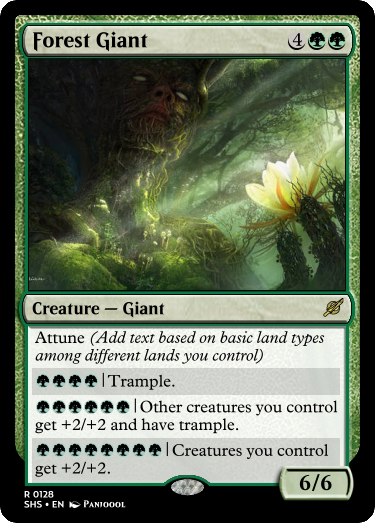 Forest Giant 4
Creature — Giant
Attune (Add text based on basic land types
among different lands you control)
Trample.
Other creatures you control
get +2/+2 and have trample.
Creatures you control
get +2/+2.
6/6
R 0128
SHS • EN Panjoool